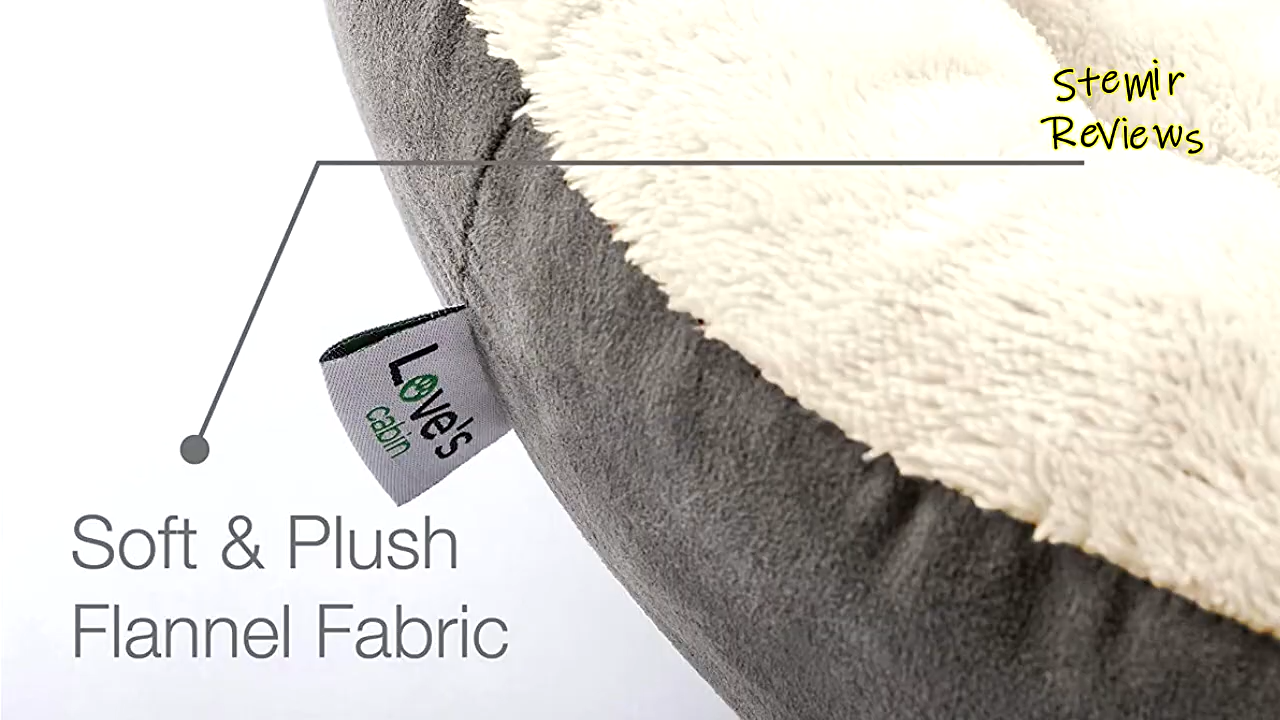 Stemir
Reviews
Love's
cabin
Soft & Plush
Flannel Fabric